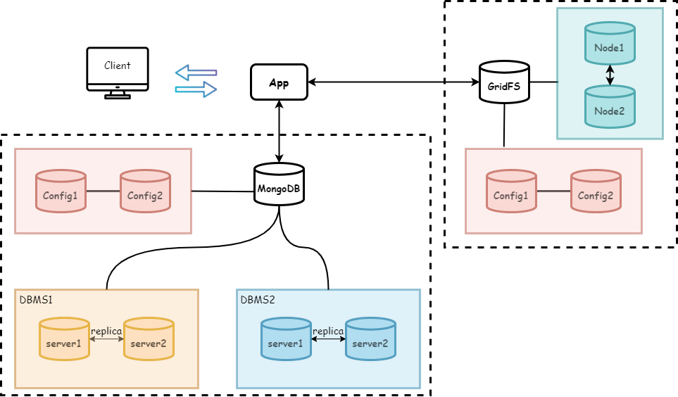 Client
App
GridFS
Node1
Node2
Config1
Config2
MongoDB
Config1
Config2
DBMS1
server1
replica
server2
DBMS2
server1
replica
server2